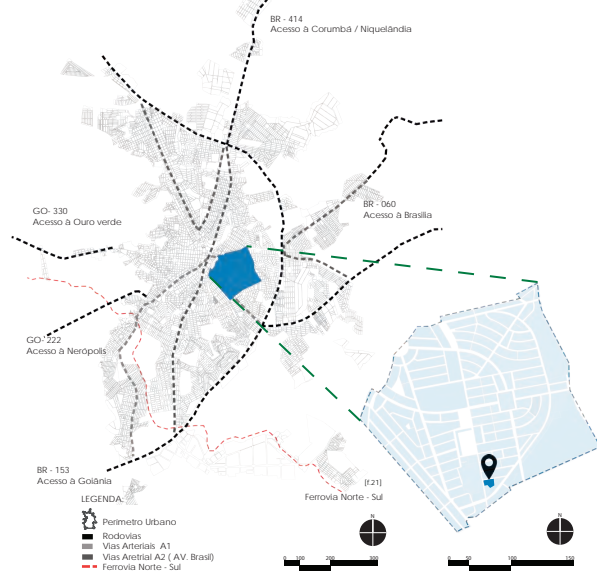 BR - 414
Acesso à Corumbá / Niquelândia
GO- 330
Acesso à Ouro verde
BR - 060
Acesso à Brasilia
GO- 222
Acesso à Nerópolis
BR - 153
Acesso à Goiânia
[f.21]
Ferrovia Norte - Sul
LEGENDA:
Perimetro Urbano
Rodovias
Vias Arteriais A1
Vias Aretrial A2 ( AV. Brasil)
Ferrovia Norte - Sul
N
N
0 100 200 300
0 50 100 150